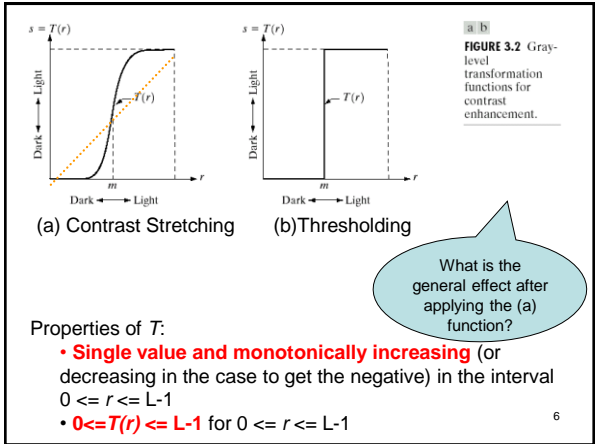 s = T(r)
Light
Dark
T(r)
m
r
Dark Light
(a) Contrast Stretching
s = T(r)
Light
Dark
T(r)
m
r
Dark Light
(b)Thresholding
a b
FIGURE 3.2 Gray-
level
transformation
functions for
contrast
enhancement.
What is the
general effect after
applying the (a)
function?
Properties of T:
• Single value and monotonically increasing (or
decreasing in the case to get the negative) in the interval
0 <= r <= L-1
• 0<=T(r) <= L-1 for 0 <= r <= L-1
6